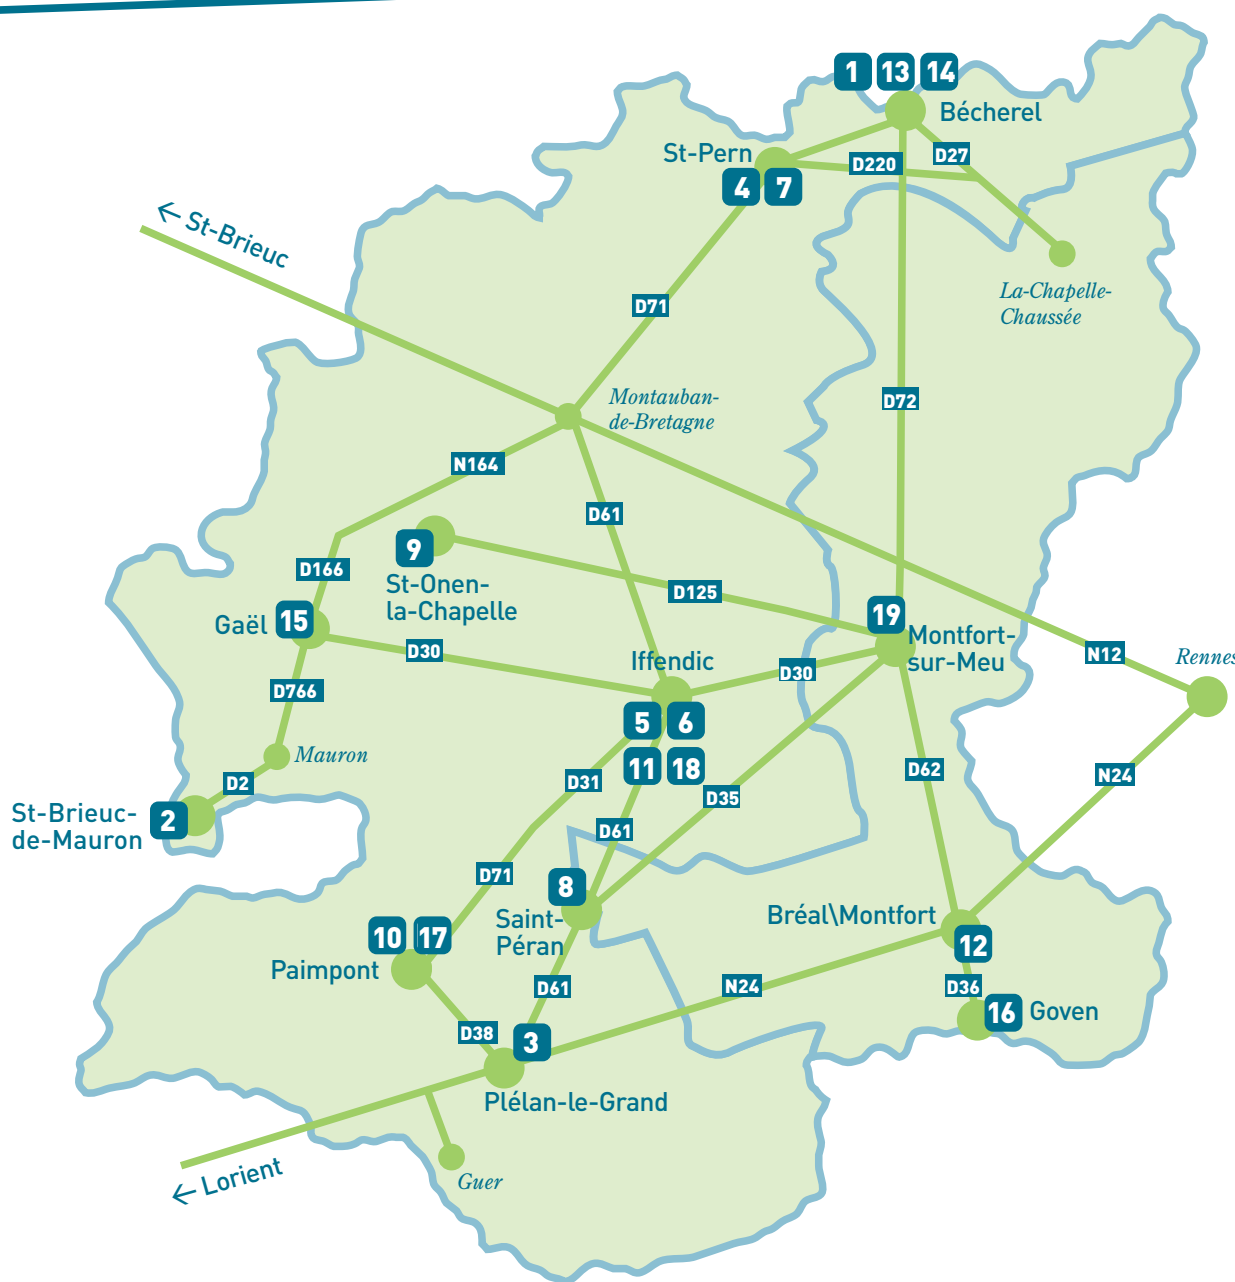 1 13 14
Bécherel
St-Pern
D220
D27
4 7
← St-Brieuc
La-Chapelle-
Chaussée
D71
Montauban-
de-Bretagne
D72
N164
D61
9
D166
St-Onen-
la-Chapelle
D125
Gaël
15
19
Montfort-
sur-Meu
D30
Iffendic
D30
N12
Rennes
D766
5 6
Mauron
11 18
D2
D31
D35
D62
N24
St-Brieuc-
de-Mauron
2
D61
D71
8
Saint-
Péran
Bréal\Montfort
12
10 17
Paimpont
D61
N24
D36
16
Goven
D38
3
Plélan-le-Grand
← Lorient
Guer